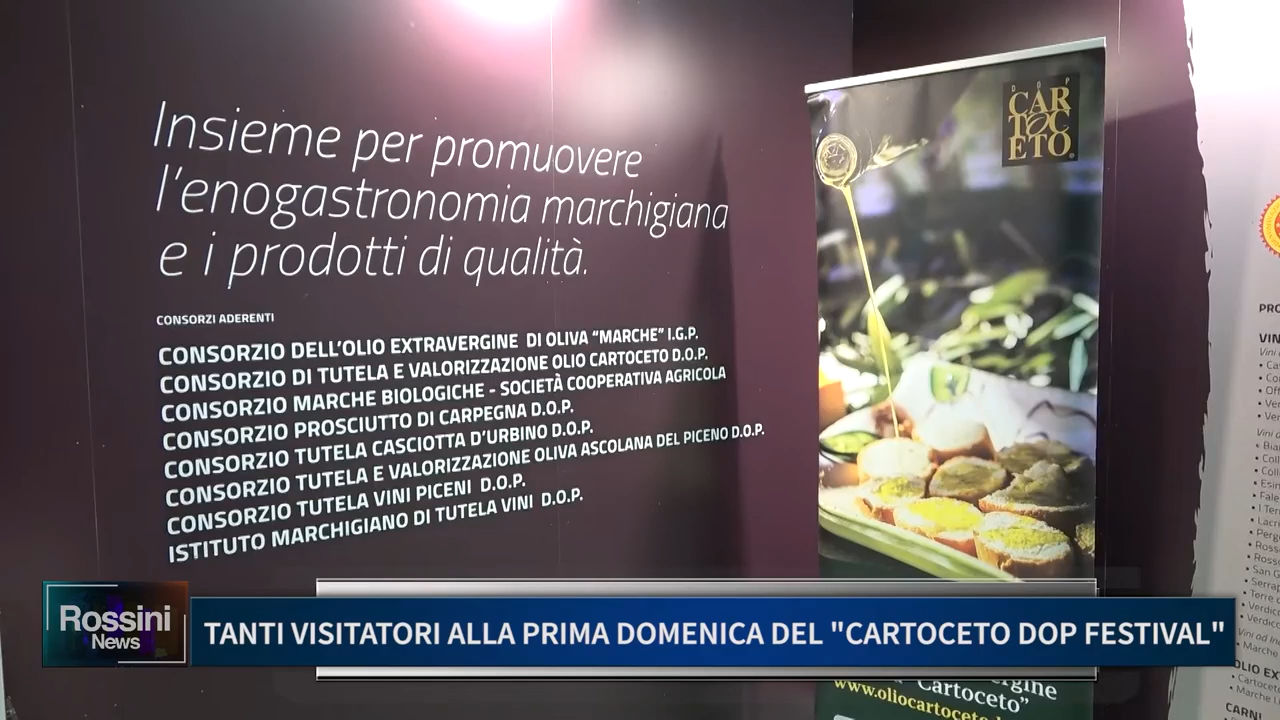 Insieme per promuovere
l'enogastronomia marchigiana
e i prodotti di qualità.
CONSORZI ADERENTI
CONSORZIO DELL'OLIO EXTRAVERGINE DI OLIVA “MARCHE” I.G.P.
CONSORZIO DI TUTELA E VALORIZZAZIONE OLIO CARTOCETO D.O.P.
CONSORZIO MARCHE BIOLOGICHE - SOCIETÀ COOPERATIVA AGRICOLA
CONSORZIO PROSCIUTTO DI CARPEGNA D.O.P.
CONSORZIO TUTELA CASCIOTTA D'URBINO D.O.P.
CONSORZIO TUTELA E VALORIZZAZIONE OLIVA ASCOLANA DEL PICENO D.O.P.
CONSORZIO TUTELA VINI PICENI D.O.P.
ISTITUTO MARCHIGIANO DI TUTELA VINI D.O.P.
DOP
CAR
TOC
ETO
Rossini
News
TANTI VISITATORI ALLA PRIMA DOMENICA DEL "CARTOCETO DOP FESTIVAL"
Cartoceto”